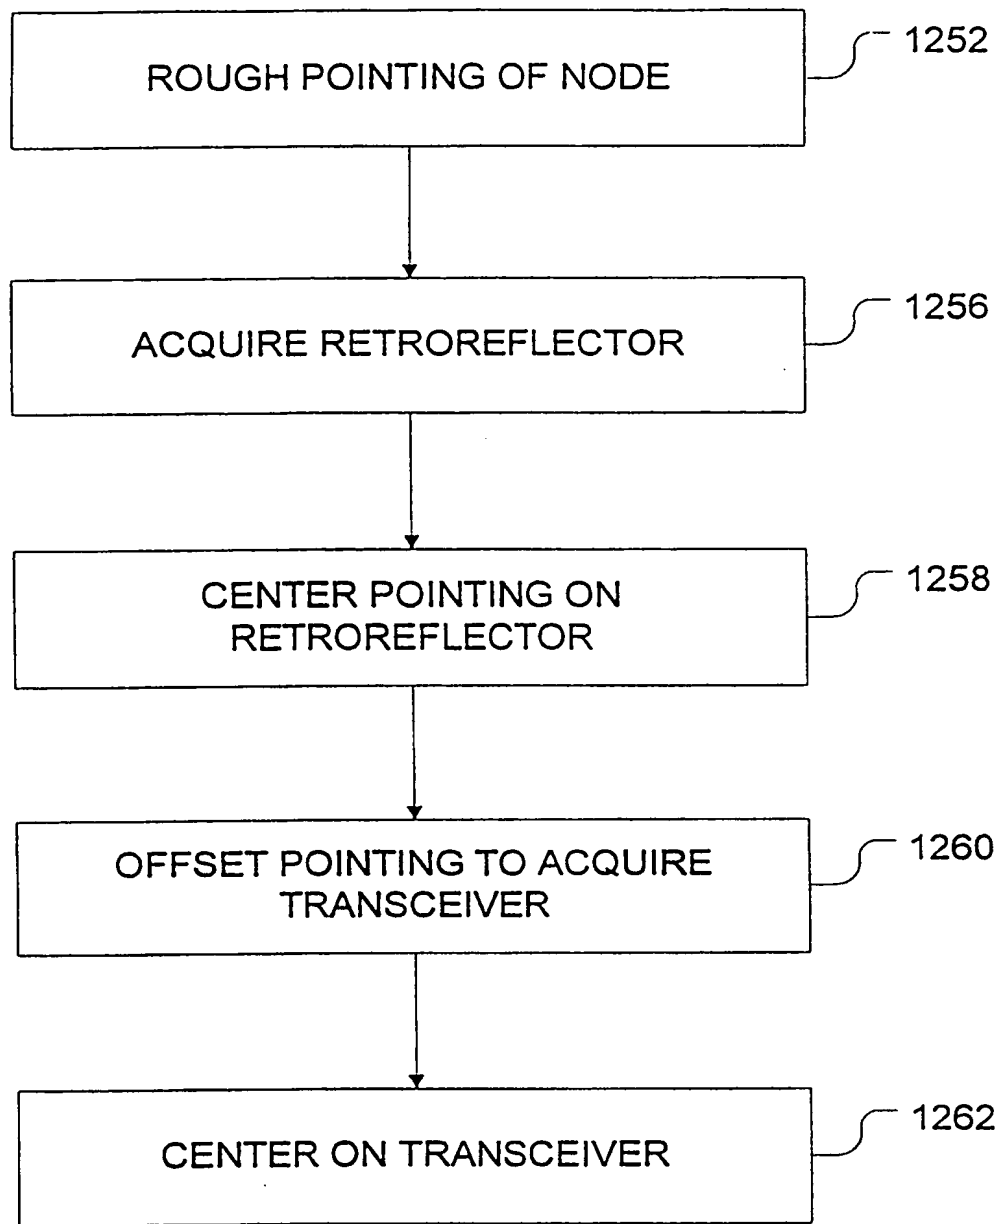 ROUGH POINTING OF NODE
1252
ACQUIRE RETROREFLECTOR
1256
CENTER POINTING ON
RETROREFLECTOR
1258
OFFSET POINTING TO ACQUIRE
TRANSCEIVER
1260
CENTER ON TRANSCEIVER
1262